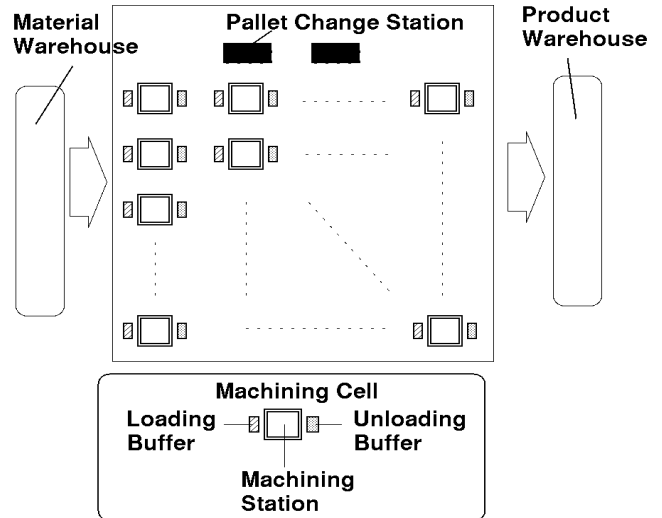 Material
Warehouse
Pallet Change Station
Product
Warehouse
Machining Cell
Loading
Buffer
Unloading
Buffer
Machining
Station